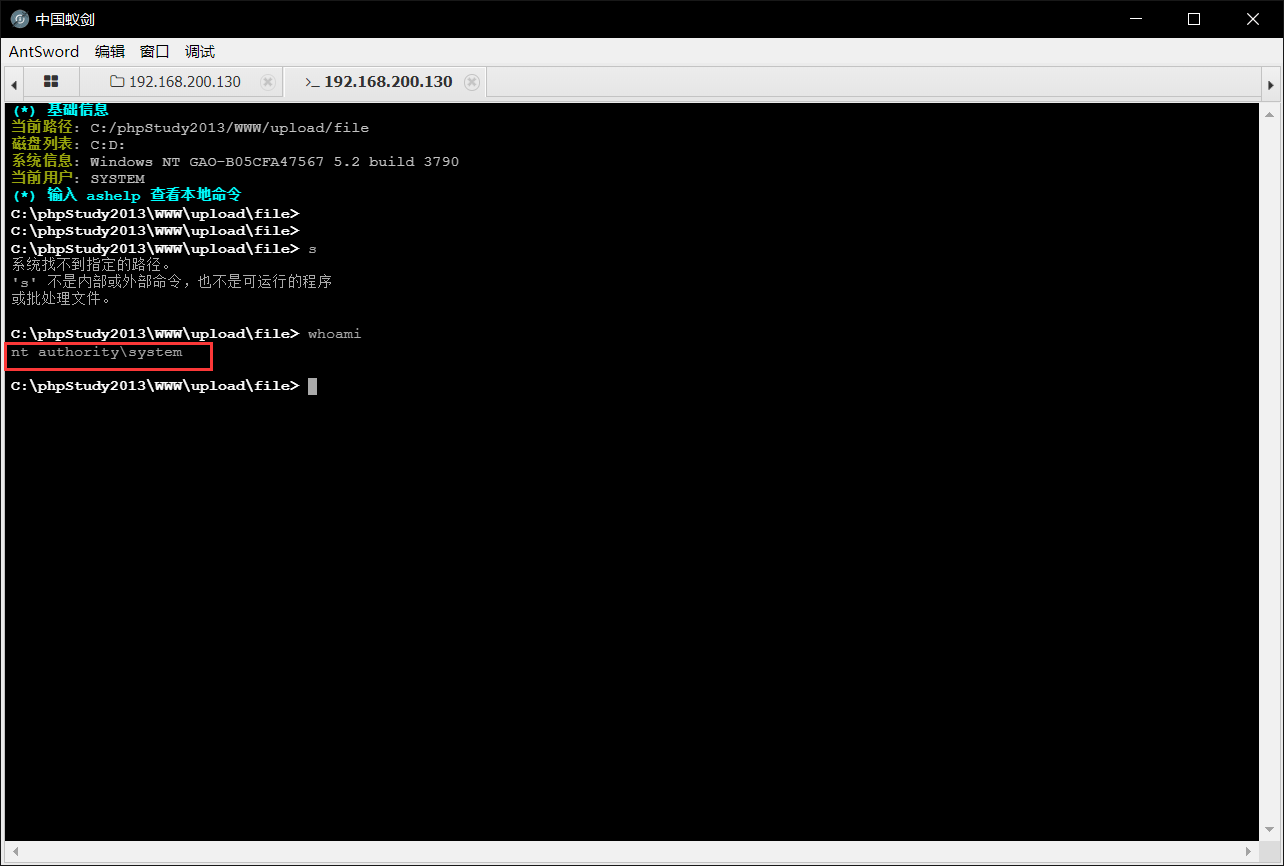 中国蚁剑
AntSword 编辑 窗口 调试
192.168.200.130 >_ 192.168.200.130
(*) 基础信息
当前路径: C:/phpStudy2013/WWW/upload/file
磁盘列表: C:D:
系统信息: Windows NT GAO-B05CFA47567 5.2 build 3790
当前用户: SYSTEM
(*) 输入 ashelp 查看本地命令
C:\phpStudy2013\WWW\upload\file>
C:\phpStudy2013\WWW\upload\file>
C:\phpStudy2013\WWW\upload\file> s
系统找不到指定的路径。
's' 不是内部或外部命令，也不是可运行的程序
或批处理文件。
C:\phpStudy2013\WWW\upload\file> whoami
nt authority\system
C:\phpStudy2013\WWW\upload\file>